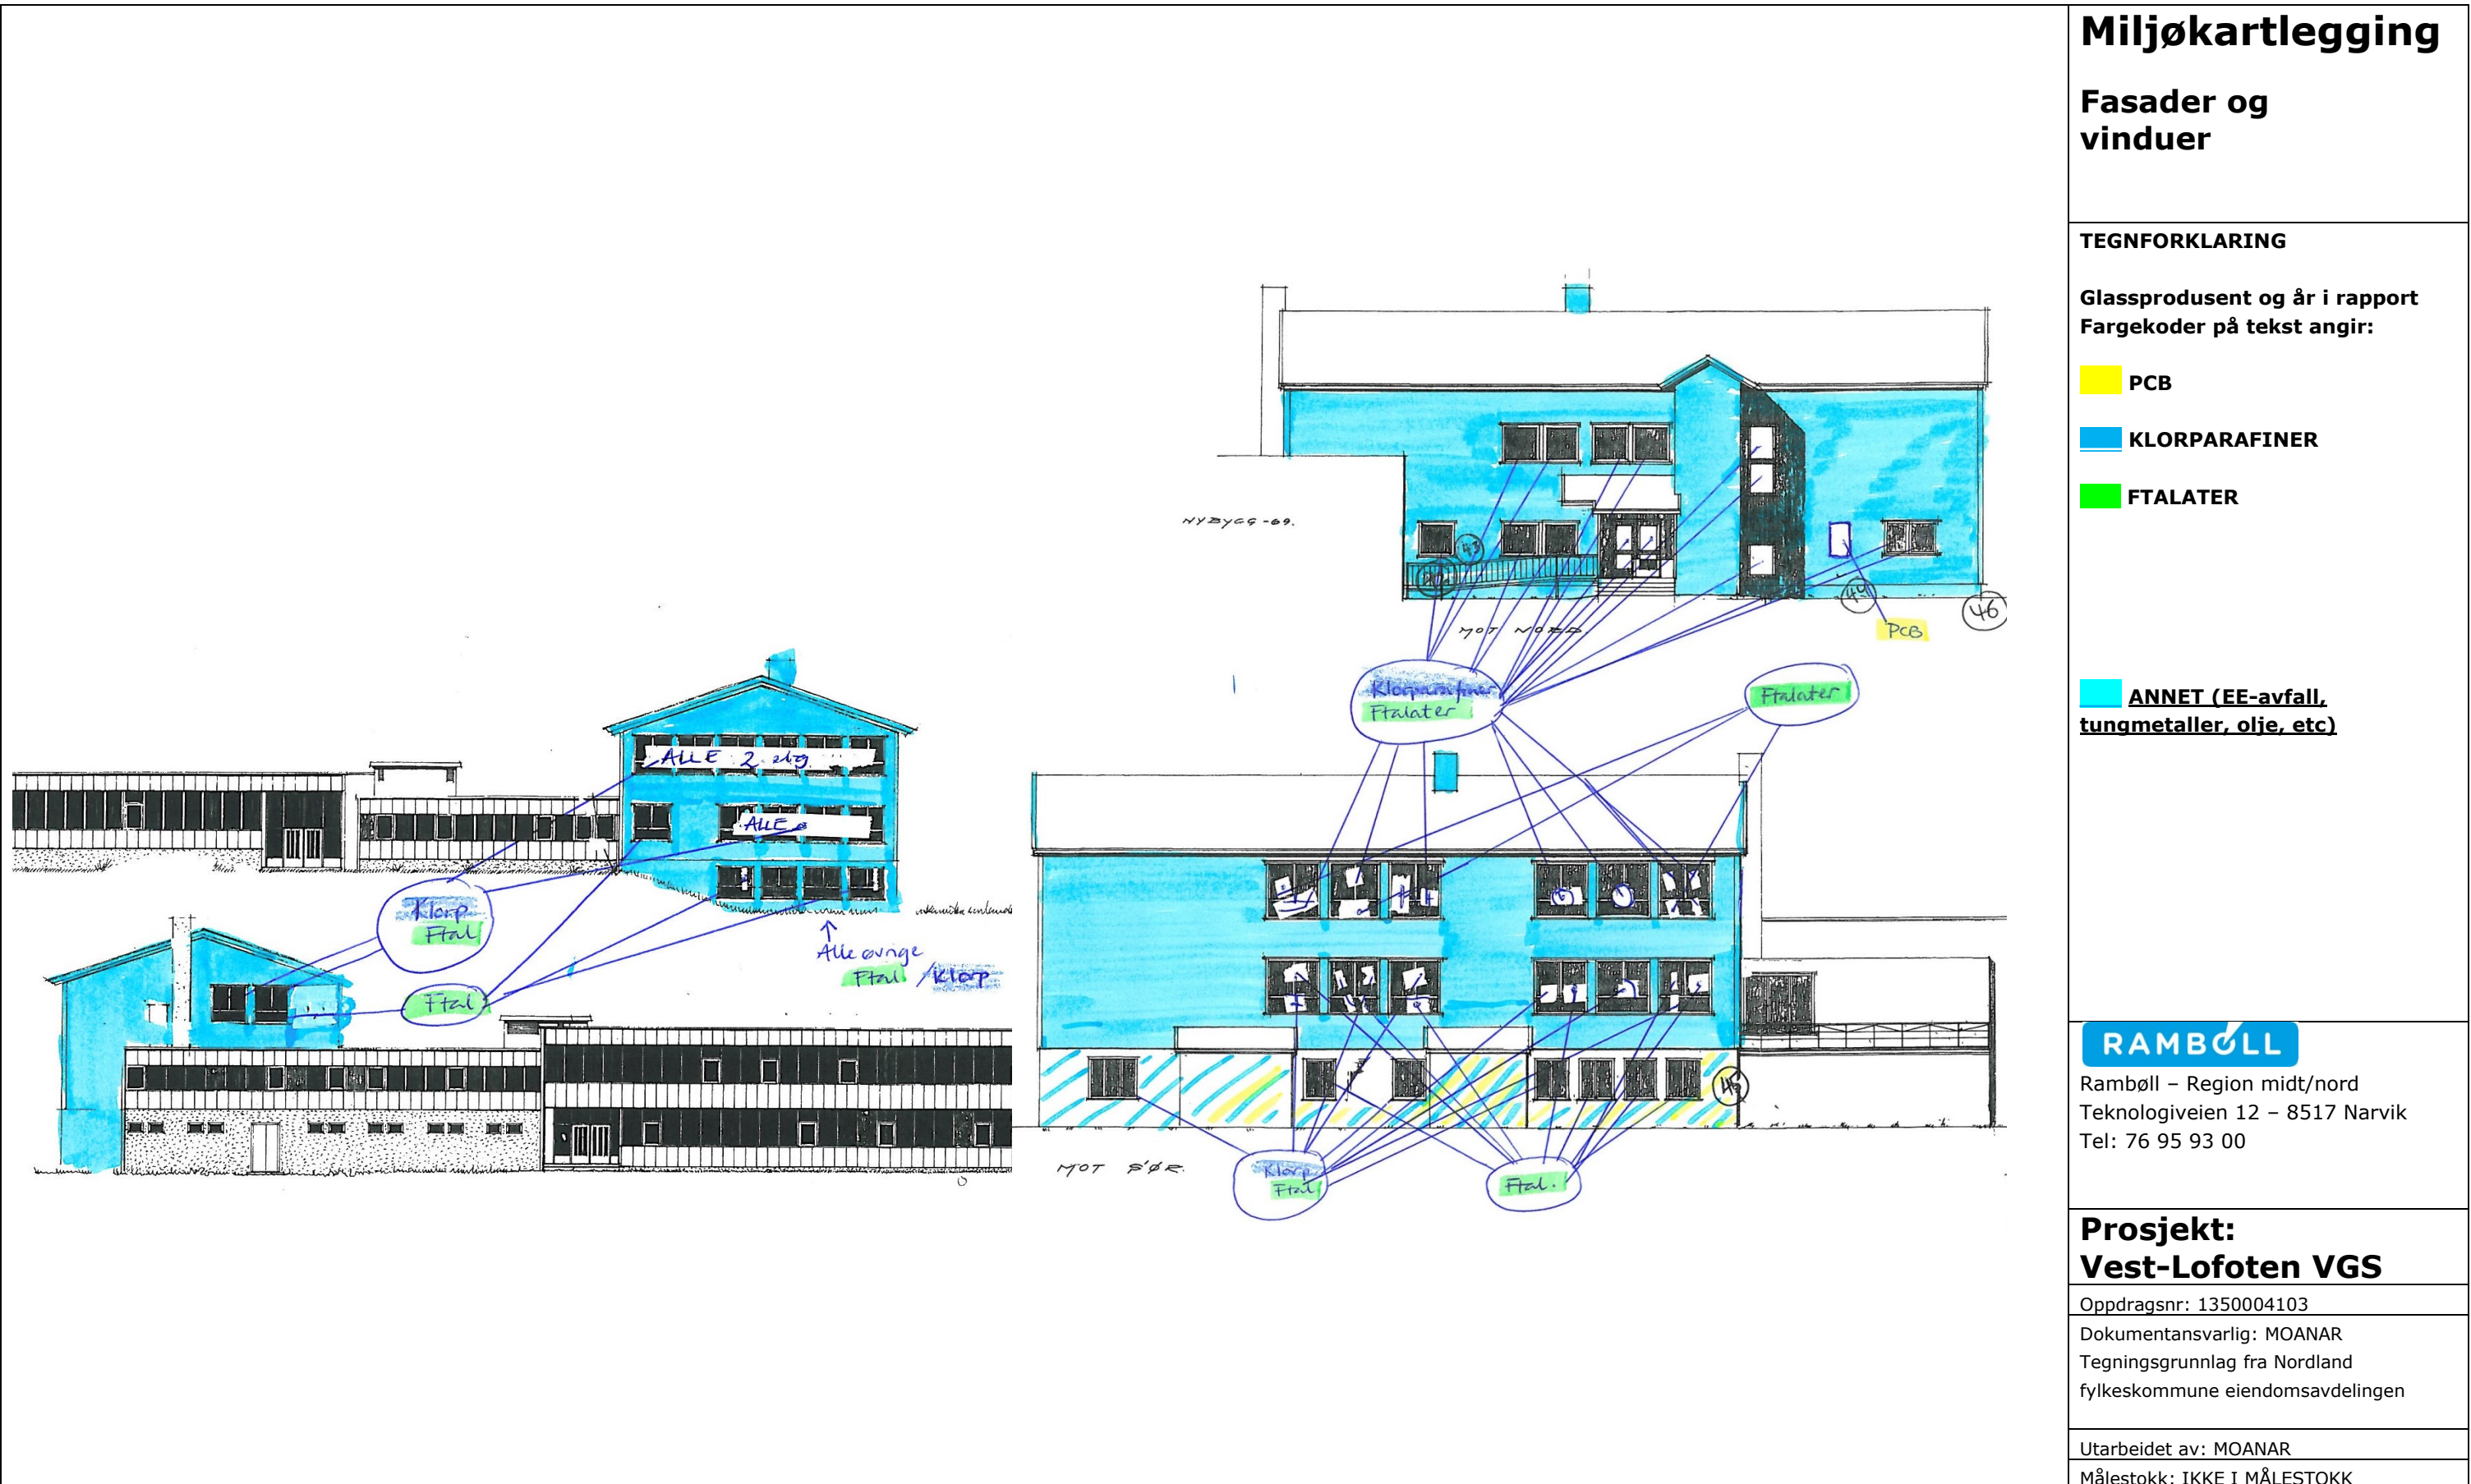 Miljøkartlegging
Fasader og
vinduer
TEGNFORKLARING
Glassprodusent og år i rapport
Fargekoder på tekst angir:
PCB
KLORPARAFINER
FTALATER
ANNET (EE-avfall,
tungmetaller, olje, etc)
RAMBØLL
Rambøll – Region midt/nord
Teknologiveien 12 – 8517 Narvik
Tel: 76 95 93 00
Prosjekt:
Vest-Lofoten VGS
Oppdragsnr: 1350004103
Dokumentansvarlig: MOANAR
Tegningsgrunnlag fra Nordland
fylkeskommune eiendomsavdelingen
Utarbeidet av: MOANAR
Målestokk: IKKE I MÅLESTOKK
NYBYGG-69.
43
44
46
MOT NORD.
PCB
Klorparafiner
Ftalater
Ftalater
ALLE 2. etg.
ALLE
Klorp
Ftal
Alle øvrige
Ftal / Klorp
Ftal
45
MOT SØR.
Klorp
Ftal
Ftal.